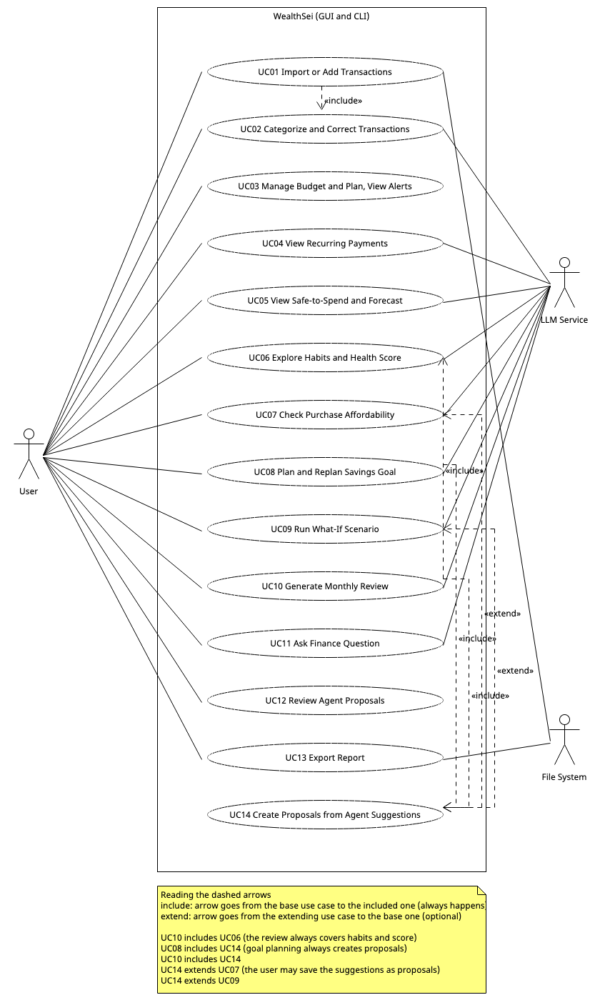 WealthSei (GUI and CLI)
UC01 Import or Add Transactions
«include»
UC02 Categorize and Correct Transactions
UC03 Manage Budget and Plan, View Alerts
UC04 View Recurring Payments
UC05 View Safe-to-Spend and Forecast
LLM Service
UC06 Explore Habits and Health Score
UC07 Check Purchase Affordability
UC08 Plan and Replan Savings Goal
«include»
User
UC09 Run What-If Scenario
UC10 Generate Monthly Review
«extend»
«include»
UC11 Ask Finance Question
«extend»
«include»
UC12 Review Agent Proposals
UC13 Export Report
File System
UC14 Create Proposals from Agent Suggestions
Reading the dashed arrows
include: arrow goes from the base use case to the included one (always happens)
extend: arrow goes from the extending use case to the base one (optional)
UC10 includes UC06 (the review always covers habits and score)
UC08 includes UC14 (goal planning always creates proposals)
UC10 includes UC14
UC14 extends UC07 (the user may save the suggestions as proposals)
UC14 extends UC09